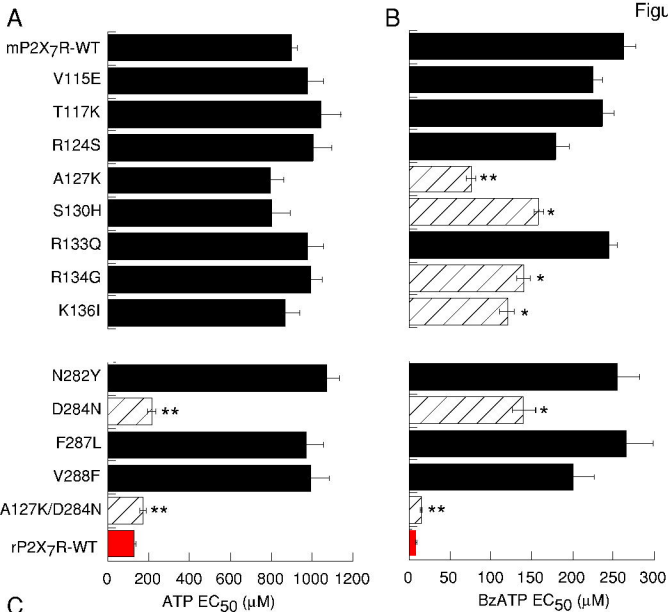 A
B
Figu
mP2X7R-WT
V115E
T117K
R124S
A127K
**
S130H
*
R133Q
R134G
*
K136I
*
N282Y
D284N
**
*
F287L
V288F
A127K/D284N
**
**
rP2X7R-WT
0 200 400 600 800 1000 1200
0 50 100 150 200 250 300
C
ATP EC50 (μM)
BzATP EC50 (μM)